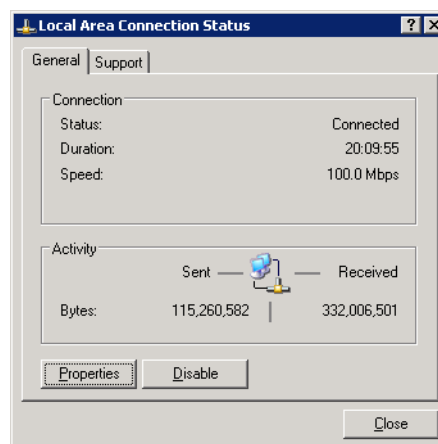 Local Area Connection Status
General Support
Connection
Status: Connected
Duration: 20:09:55
Speed: 100.0 Mbps
Activity
Sent Received
Bytes: 115,260,582 332,006,501
Properties Disable
Close